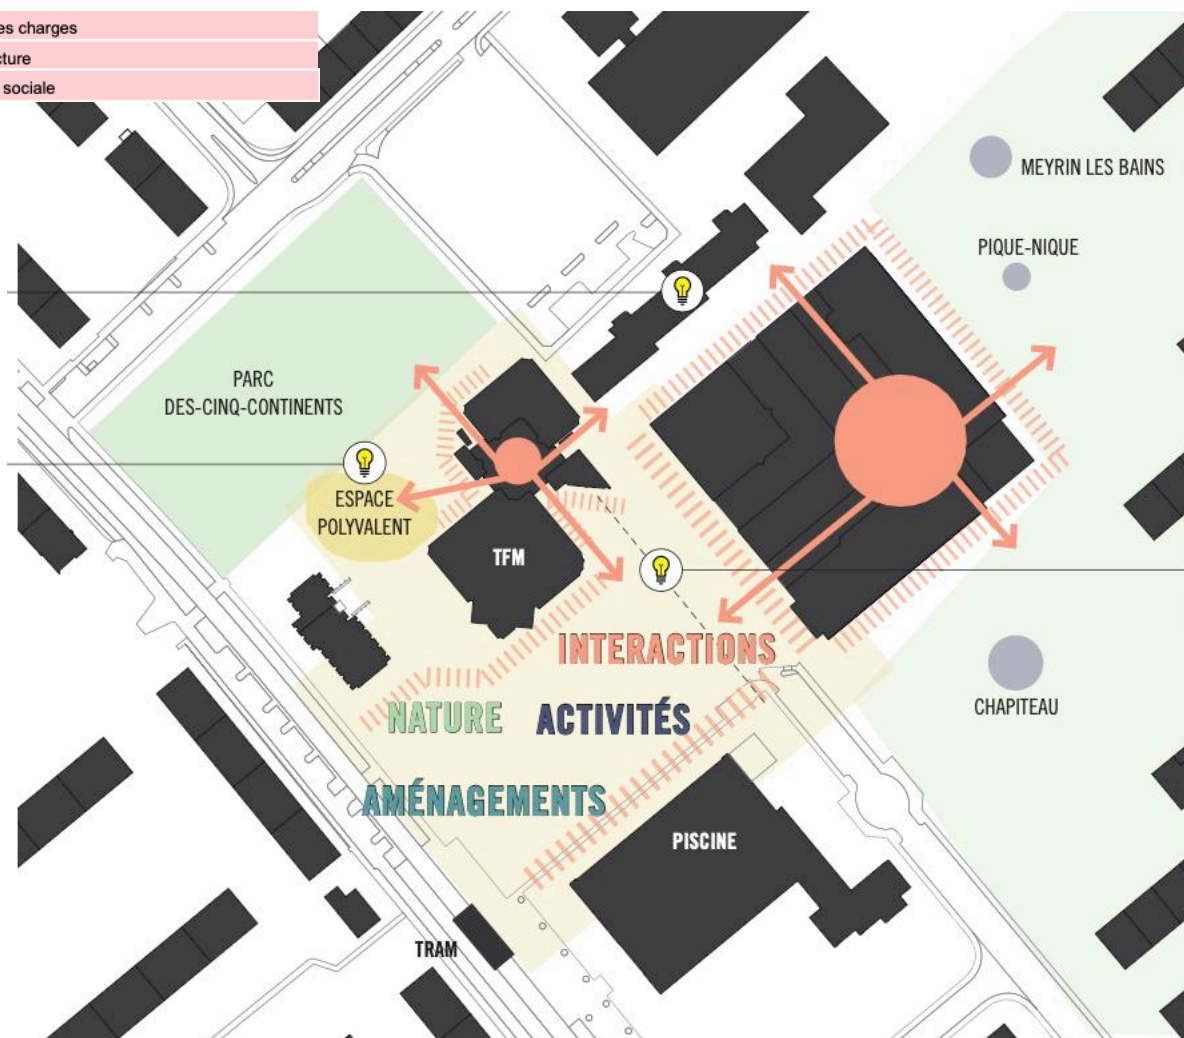 es charges
cture
sociale
MEYRIN LES BAINS
PIQUE-NIQUE
PARC
DES-CINQ-CONTINENTS
ESPACE
POLYVALENT
TFM
INTERACTIONS
NATURE
ACTIVITÉS
CHAPITEAU
AMÉNAGEMENTS
PISCINE
TRAM